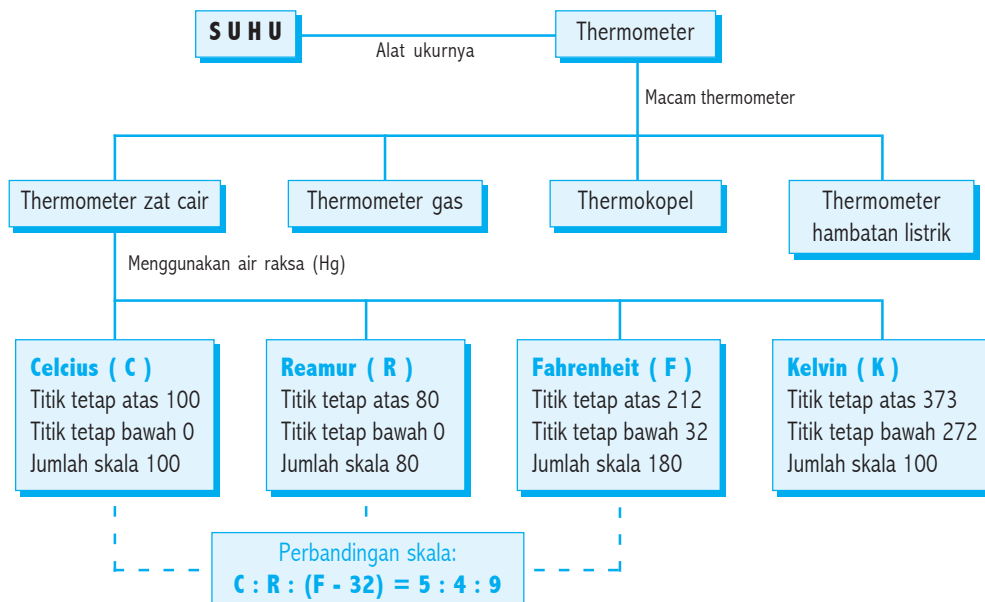 S U H U
Thermometer
Alat ukurnya
Macam thermometer
Thermometer zat cair
Thermometer gas
Thermokopel
Thermometer
hambatan listrik
Menggunakan air raksa (Hg)
Celcius ( C )
Titik tetap atas 100
Titik tetap bawah 0
Jumlah skala 100
Reamur ( R )
Titik tetap atas 80
Titik tetap bawah 0
Jumlah skala 80
Fahrenheit ( F )
Titik tetap atas 212
Titik tetap bawah 32
Jumlah skala 180
Kelvin ( K )
Titik tetap atas 373
Titik tetap bawah 272
Jumlah skala 100
Perbandingan skala:
C : R : (F - 32) = 5 : 4 : 9